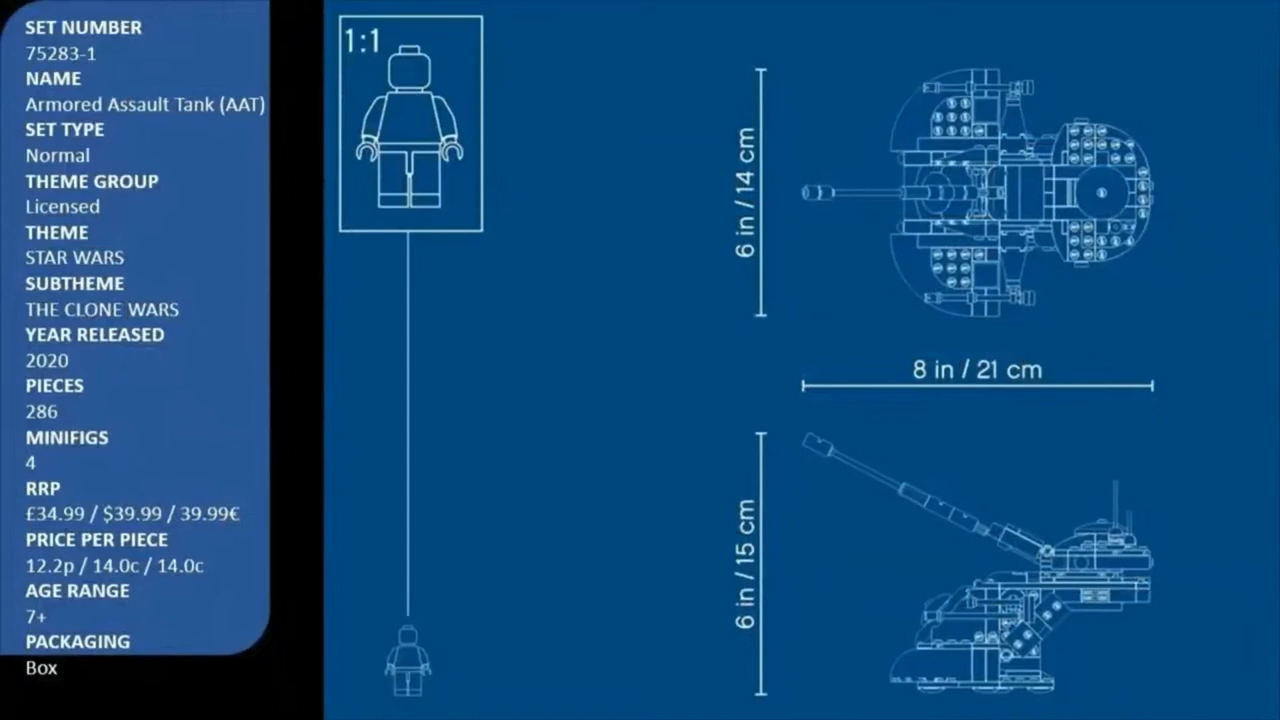 SET NUMBER
75283-1
NAME
Armored Assault Tank (AAT)
SET TYPE
Normal
THEME GROUP
Licensed
THEME
STAR WARS
SUBTHEME
THE CLONE WARS
YEAR RELEASED
2020
PIECES
286
MINIFIGS
4
RRP
£34.99 / $39.99 / 39.99€
PRICE PER PIECE
12.2p / 14.0c / 14.0c
AGE RANGE
7+
PACKAGING
Box
1:1
6 in / 14 cm
8 in / 21 cm
6 in / 15 cm